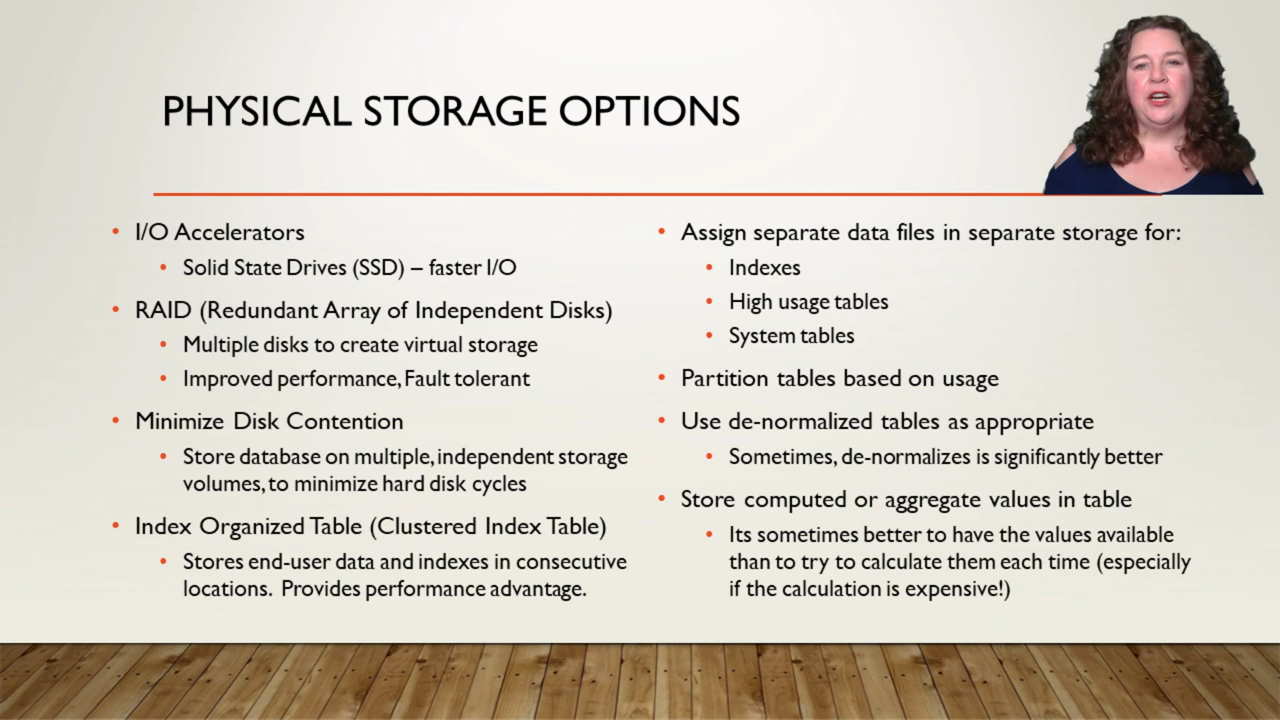 PHYSICAL STORAGE OPTIONS
• I/O Accelerators
• Solid State Drives (SSD) – faster I/O
• RAID (Redundant Array of Independent Disks)
• Multiple disks to create virtual storage
• Improved performance, Fault tolerant
• Minimize Disk Contention
• Store database on multiple, independent storage
volumes, to minimize hard disk cycles
• Index Organized Table (Clustered Index Table)
• Stores end-user data and indexes in consecutive
locations. Provides performance advantage.
• Assign separate data files in separate storage for:
• Indexes
• High usage tables
• System tables
• Partition tables based on usage
• Use de-normalized tables as appropriate
• Sometimes, de-normalizes is significantly better
• Store computed or aggregate values in table
• Its sometimes better to have the values available
than to try to calculate them each time (especially
if the calculation is expensive!)